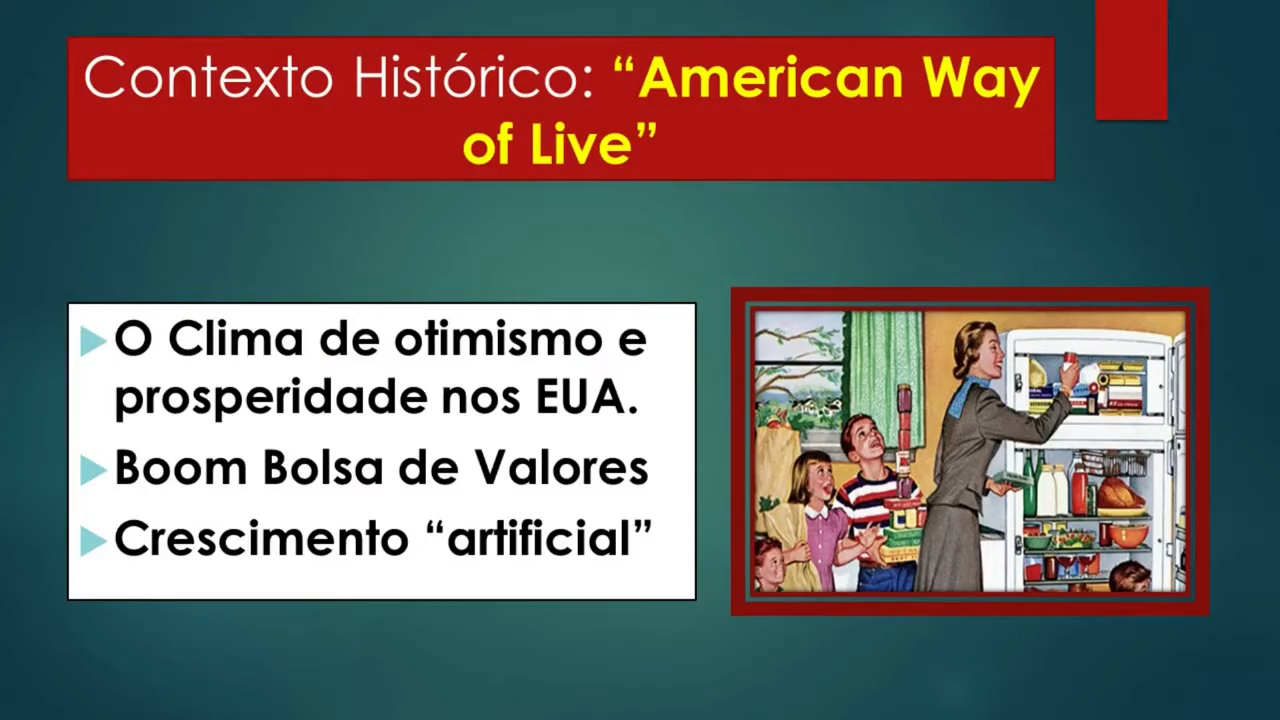 Contexto Histórico: “American Way
of Live”
O Clima de otimismo e
prosperidade nos EUA.
Boom Bolsa de Valores
Crescimento “artificial”